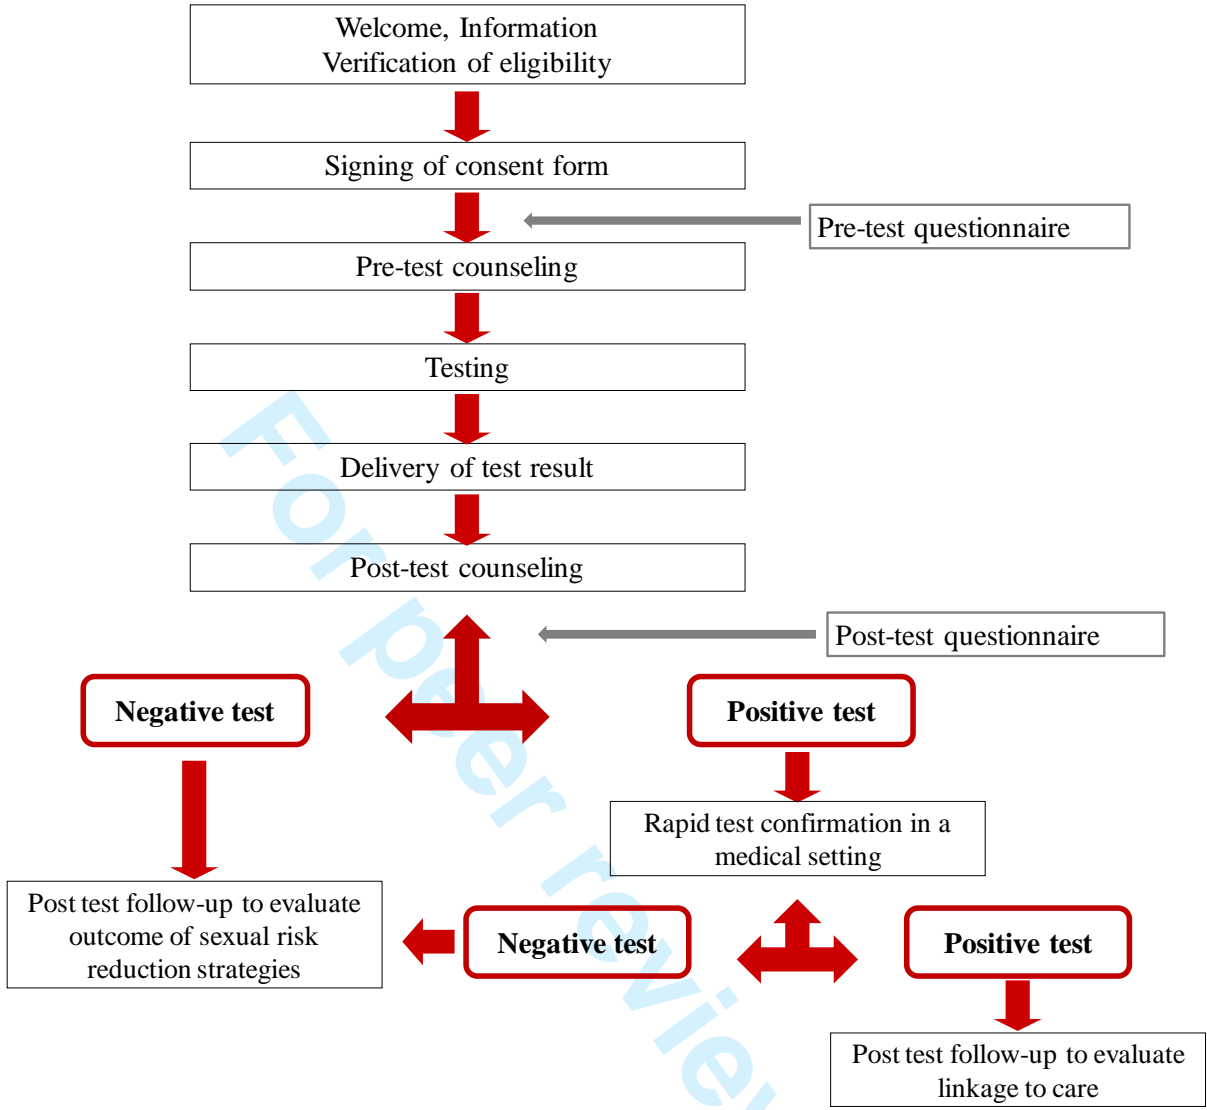 Welcome, Information
Verification of eligibility
Signing of consent form
Pre-test questionnaire
Pre-test counseling
Testing
Delivery of test result
Post-test counseling
Post-test questionnaire
Negative test
Positive test
Rapid test confirmation in a
medical setting
Post test follow-up to evaluate
outcome of sexual risk
reduction strategies
Negative test
Positive test
Post test follow-up to evaluate
linkage to care
For peer review